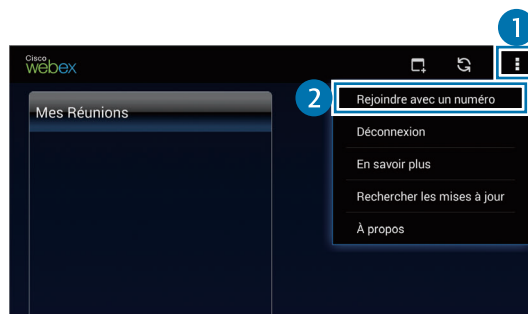 1
Cisco
webex
Mes Réunions
2
Rejoindre avec un numéro
Déconnexion
En savoir plus
Rechercher les mises à jour
À propos